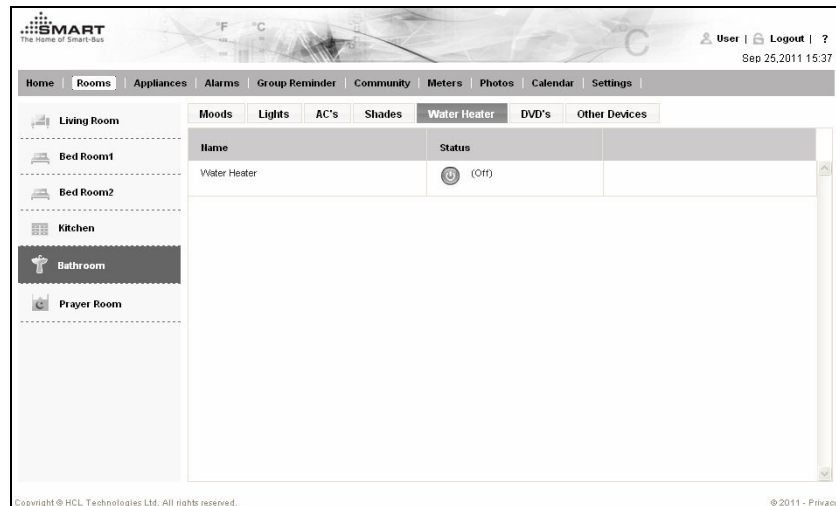 SMART
The Home of Smart-Bus
°F °C
°C
User | Logout | ?
Sep 25,2011 15:37
Home | Rooms | Appliances | Alarms | Group Reminder | Community | Meters | Photos | Calendar | Settings |
Living Room
Bed Room1
Bed Room2
Kitchen
Bathroom
Prayer Room
Moods Lights AC's Shades Water Heater DVD's Other Devices
Name Status
Water Heater (Off)
Copyright © HCL Technologies Ltd. All rights reserved.
© 2011 - Privac